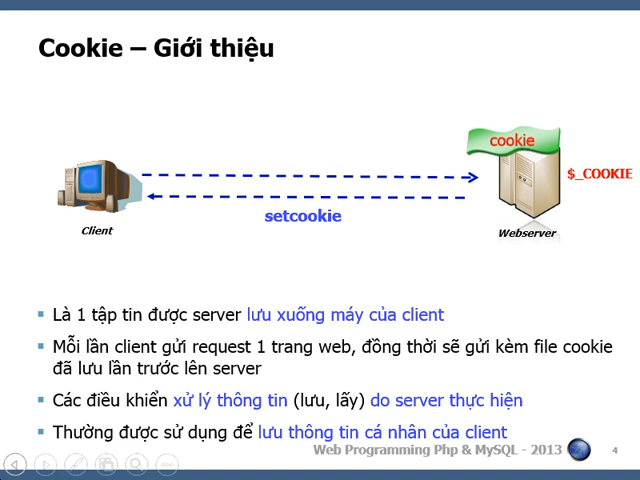 Cookie – Giới thiệu
cookie
$_COOKIE
setcookie
Client
Webserver
Là 1 tập tin được server lưu xuống máy của client
Mỗi lần client gửi request 1 trang web, đồng thời sẽ gửi kèm file cookie
đã lưu lần trước lên server
Các điều khiển xử lý thông tin (lưu, lấy) do server thực hiện
Thường được sử dụng để lưu thông tin cá nhân của client
Web Programming Php & MySQL - 2013
4